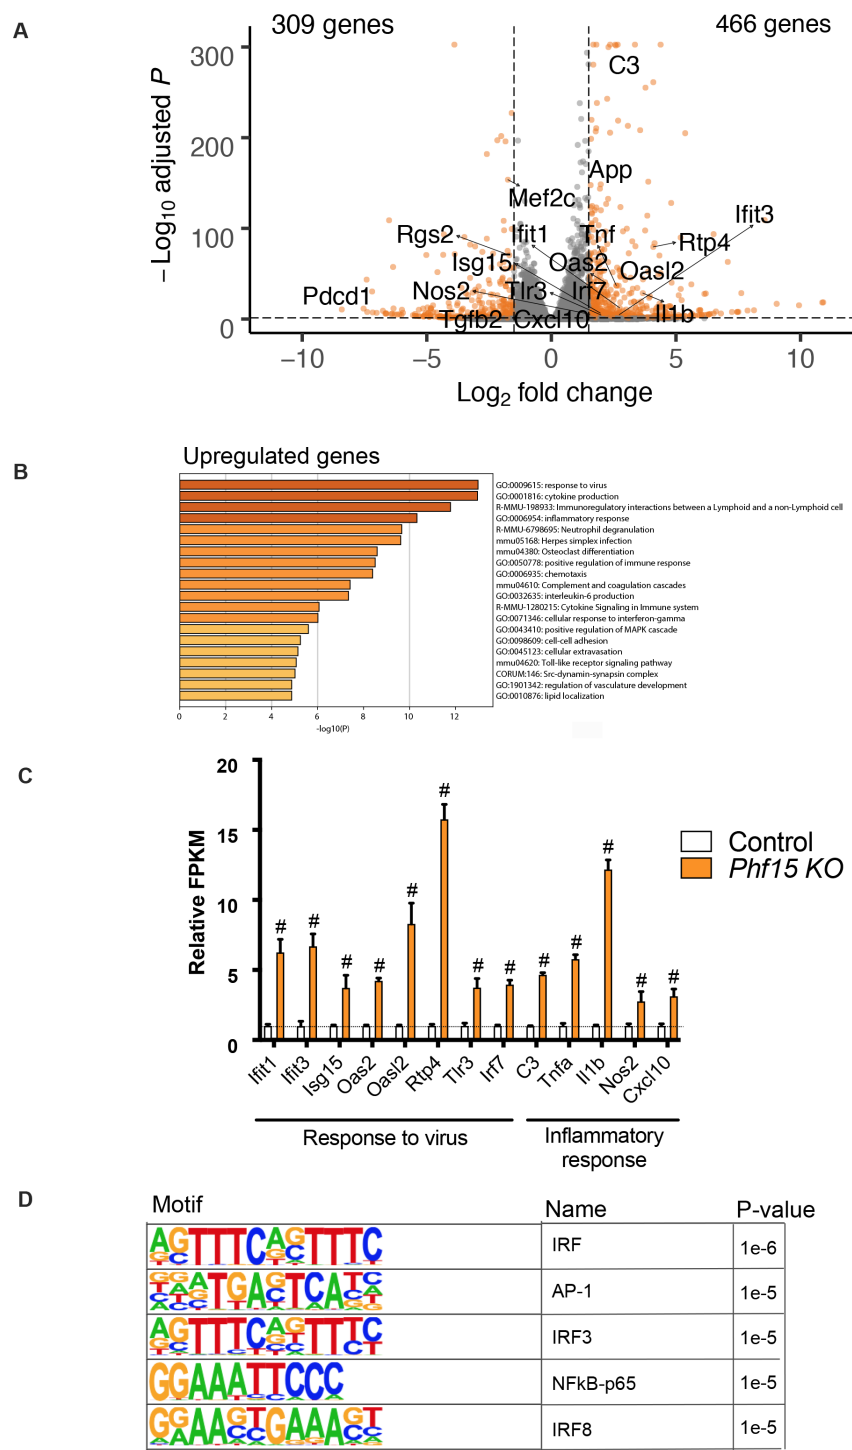 A
309 genes
466 genes
300
200
100
0
−Log10 adjusted P
C3
App
Mef2c
Ifit3
Rgs2
Ifit1
Tnf
Rtp4
Isg15
Oas2
Oasl2
Pdcd1
Nos2
Tlr3
Irf7
Il1b
Tgfb2
Cxcl10
−10
−5
0
5
10
Log2 fold change
B
Upregulated genes
GO:0009615: response to virus
GO:0001816: cytokine production
R-MMU-198933: Immunoregulatory interactions between a Lymphoid and a non-Lymphoid cell
GO:0006954: inflammatory response
R-MMU-6798695: Neutrophil degranulation
mmu05168: Herpes simplex infection
mmu04380: Osteoclast differentiation
GO:0050778: positive regulation of immune response
GO:0006935: chemotaxis
mmu04610: Complement and coagulation cascades
GO:0032635: interleukin-6 production
R-MMU-1280215: Cytokine Signaling in Immune system
GO:0071346: cellular response to interferon-gamma
GO:0043410: positive regulation of MAPK cascade
GO:0098609: cell-cell adhesion
GO:0045123: cellular extravasation
mmu04620: Toll-like receptor signaling pathway
CORUM:146: Src-dynamin-synapsin complex
GO:1901342: regulation of vasculature development
GO:0010876: lipid localization
0 2 4 6 8 10 12
-log10(P)
C
20
15
10
5
0
Relative FPKM
# # # # # # # # # # # # #
Control
Phf15 KO
Ifit1 Ifit3 Isg15 Oas2 Oasl2 Rtp4 Tlr3 Irf7 C3 Tnfa Il1b Nos2 Cxcl10
Response to virus
Inflammatory
response
D
Motif Name P-value
IRF 1e-6
AP-1 1e-5
IRF3 1e-5
GGAAATTCCC NFkB-p65 1e-5
IRF8 1e-5